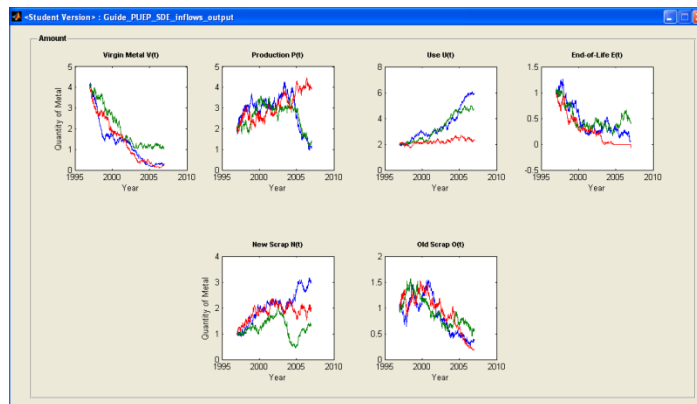 <Student Version> : Guide_PUEP_SDE_inflows_output
Amount
Virgin Metal V(t)
Production P(t)
Use U(t)
End-of-Life E(t)
5
4
3
2
1
0
Quantity of Metal
1995 2000 2005 2010
Year
5
4
3
2
1
0
1995 2000 2005 2010
Year
8
6
4
2
0
1995 2000 2005 2010
Year
1.5
1
0.5
0
-0.5
1995 2000 2005 2010
Year
New Scrap N(t)
Old Scrap O(t)
4
3
2
1
0
Quantity of Metal
1995 2000 2005 2010
Year
2
1.5
1
0.5
0
1995 2000 2005 2010
Year